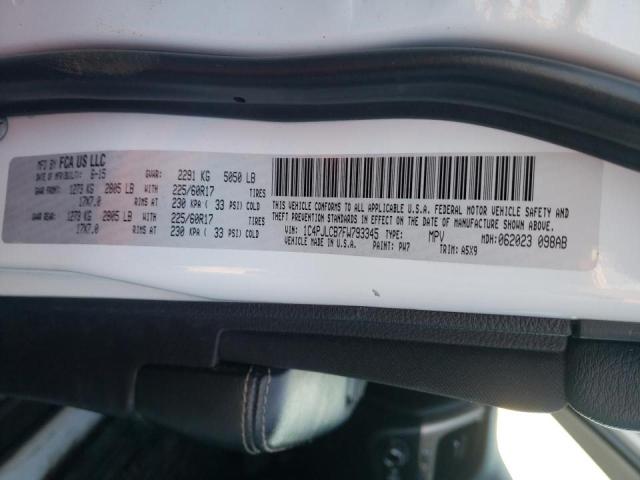 MFD BY FCA US LLC
DATE OF MFR/BUILT: 6-15 GVWR: 2291 KG 5050 LB
GAWR FRONT: 1273 KG 2805 LB WITH 225/60R17 TIRES
17X7.0 RIMS AT 230 KPA ( 33 PSI) COLD
GAWR REAR: 1273 KG 2805 LB WITH 225/60R17 TIRES
17X7.0 RIMS AT 230 KPA ( 33 PSI) COLD
THIS VEHICLE CONFORMS TO ALL APPLICABLE U.S.A. FEDERAL MOTOR VEHICLE SAFETY AND
THEFT PREVENTION STANDARDS IN EFFECT ON THE DATE OF MANUFACTURE SHOWN ABOVE.
VIN: 1C4PJLCB7FW793345 TYPE: MPV MDH: 062023 098AB
MADE IN U.S.A. PAINT: PW7 TRIM: A5X9